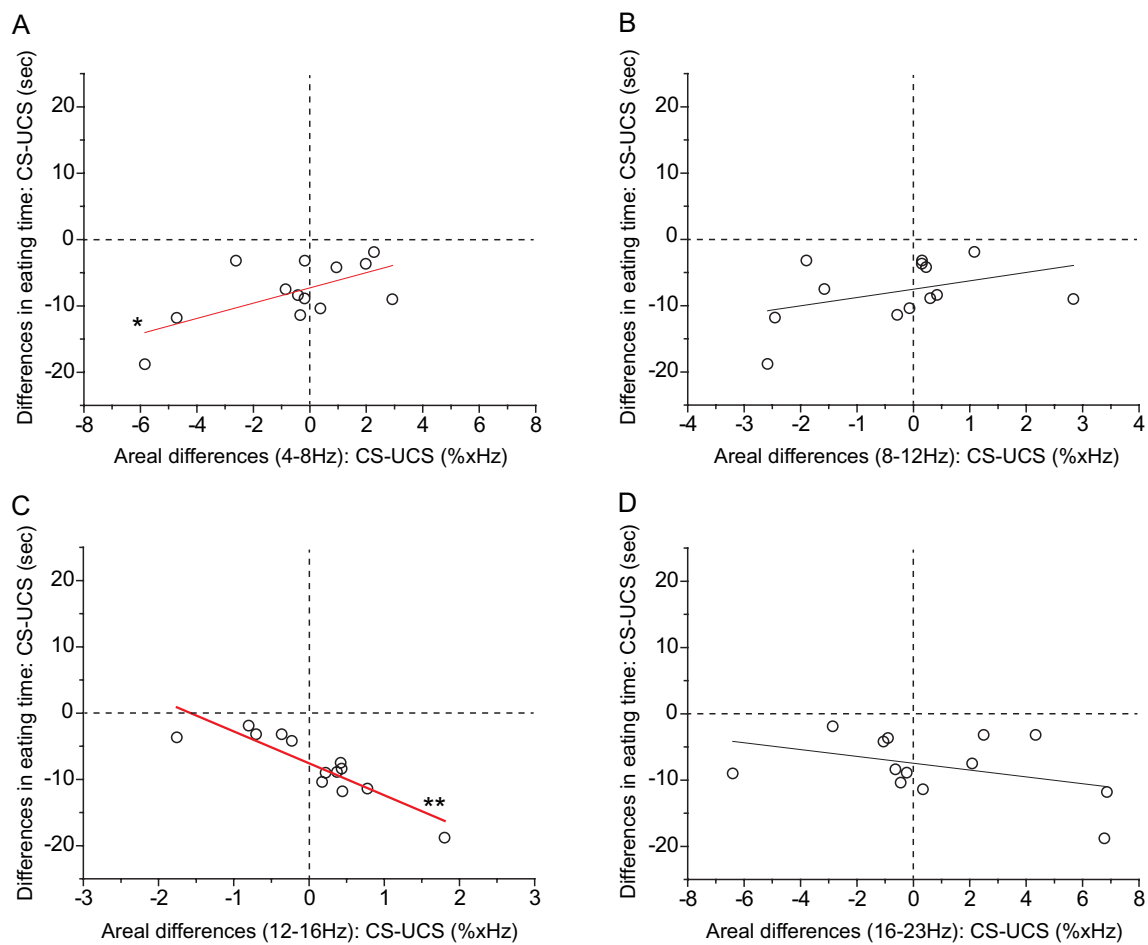 A
Differences in eating time: CS-UCS (sec)
20
10
0
-10
-20
*
-8 -6 -4 -2 0 2 4 6 8
Areal differences (4-8Hz): CS-UCS (%xHz)
B
Differences in eating time: CS-UCS (sec)
20
10
0
-10
-20
-4 -3 -2 -1 0 1 2 3 4
Areal differences (8-12Hz): CS-UCS (%xHz)
C
Differences in eating time: CS-UCS (sec)
20
10
0
-10
-20
**
-3 -2 -1 0 1 2 3
Areal differences (12-16Hz): CS-UCS (%xHz)
D
Differences in eating time: CS-UCS (sec)
20
10
0
-10
-20
-8 -6 -4 -2 0 2 4 6 8
Areal differences (16-23Hz): CS-UCS (%xHz)